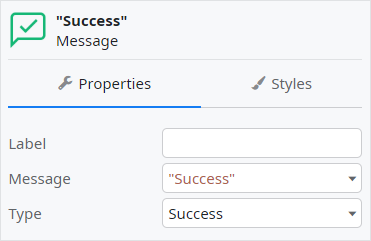 "Success"
Message
Properties
Styles
Label
Message
"Success"
Type
Success